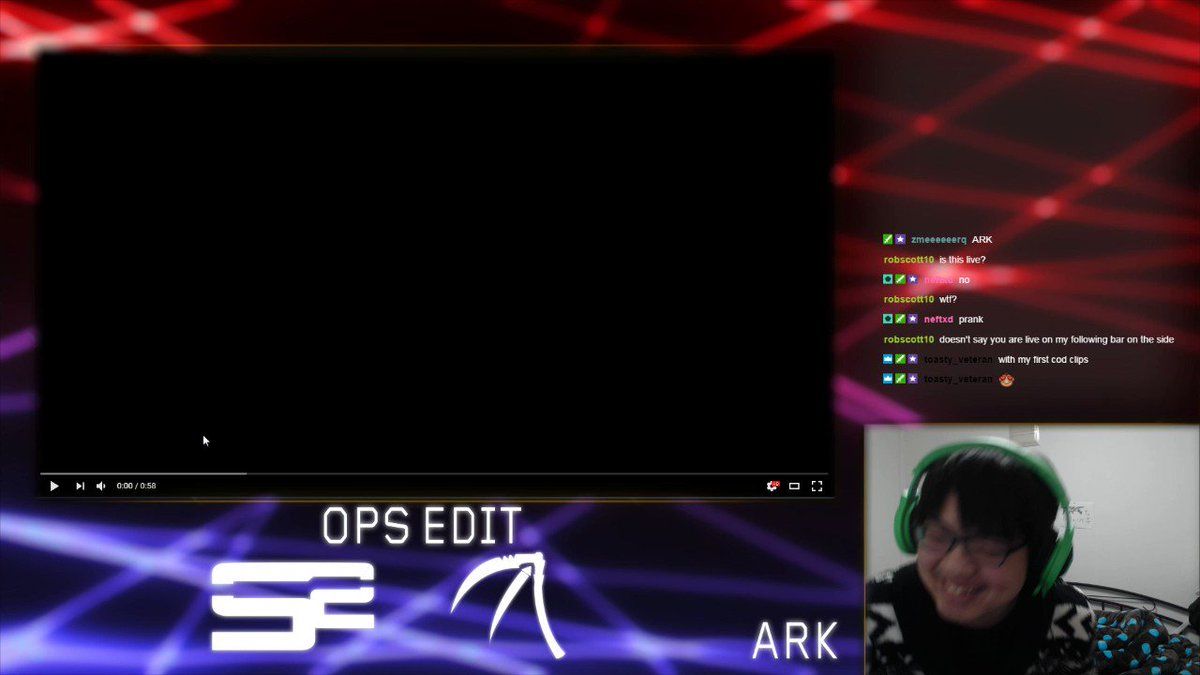 zmeeeeeerq ARK
robscott10 is this live?
no
robscott10 wtf?
neftxd prank
robscott10 doesn't say you are live on my following bar on the side
toasty_veteran with my first cod clips
toasty_veteran
0:00 / 0:58
OPS EDIT
S2
ARK